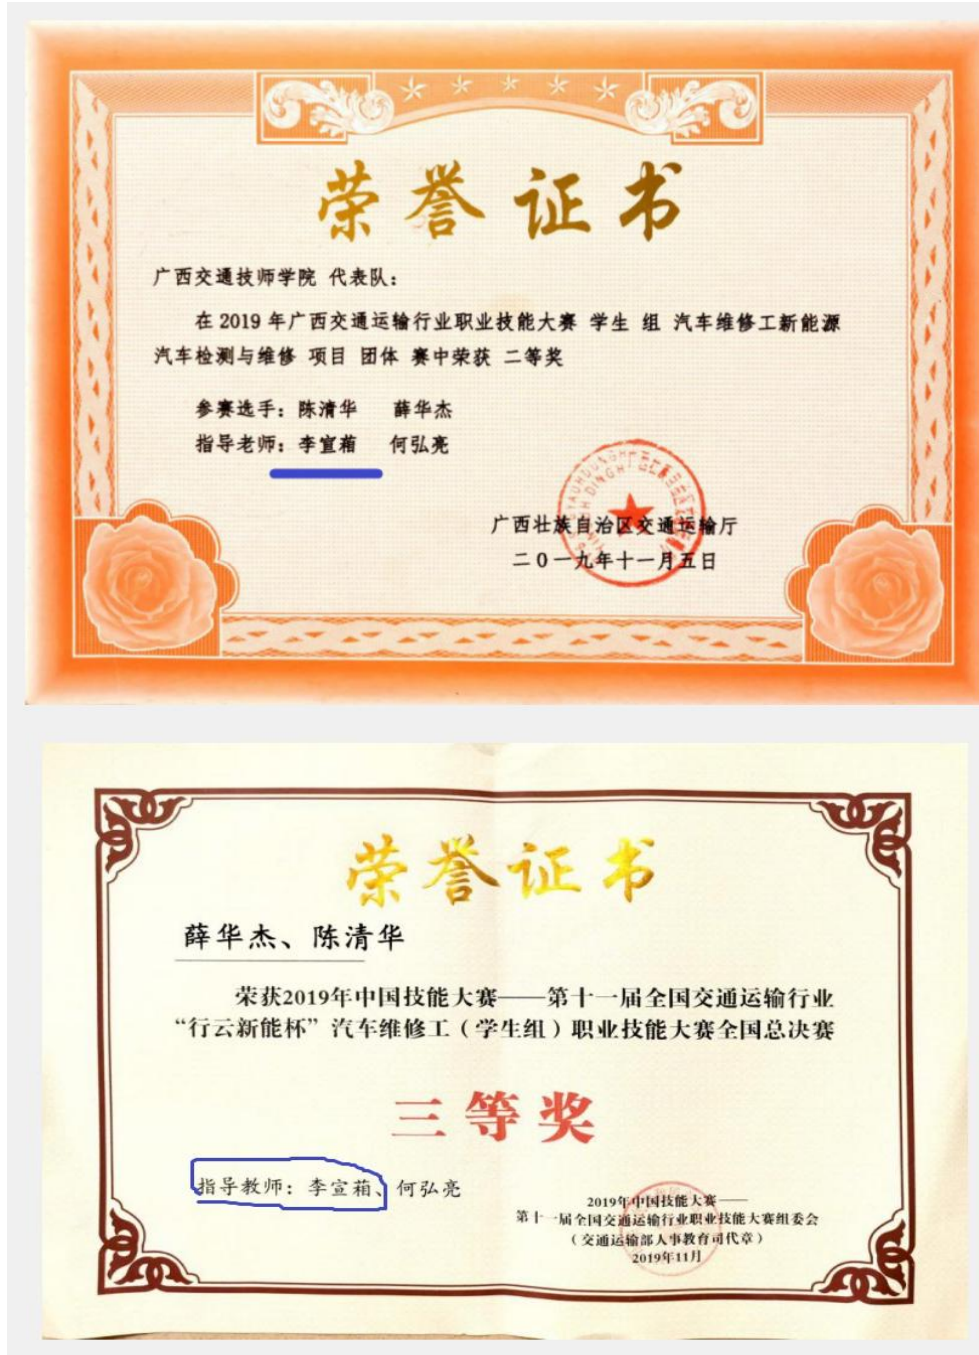 荣誉证书
广西交通技师学院 代表队：
在 2019 年广西交通运输行业职业技能大赛 学生 组 汽车维修工新能源
汽车检测与维修 项目 团体 赛中荣获 二等奖
参赛选手：陈清华 薛华杰
指导老师：李宣葙 何弘亮
广西壮族自治区交通运输厅
二0一九年十一月五日
荣誉证书
薛华杰、陈清华
荣获2019年中国技能大赛——第十一届全国交通运输行业
“行云新能杯”汽车维修工（学生组）职业技能大赛全国总决赛
三等奖
指导教师：李宣葙、何弘亮
2019年中国技能大赛——
第十一届全国交通运输行业职业技能大赛组委会
（交通运输部人事教育司代章）
2019年11月